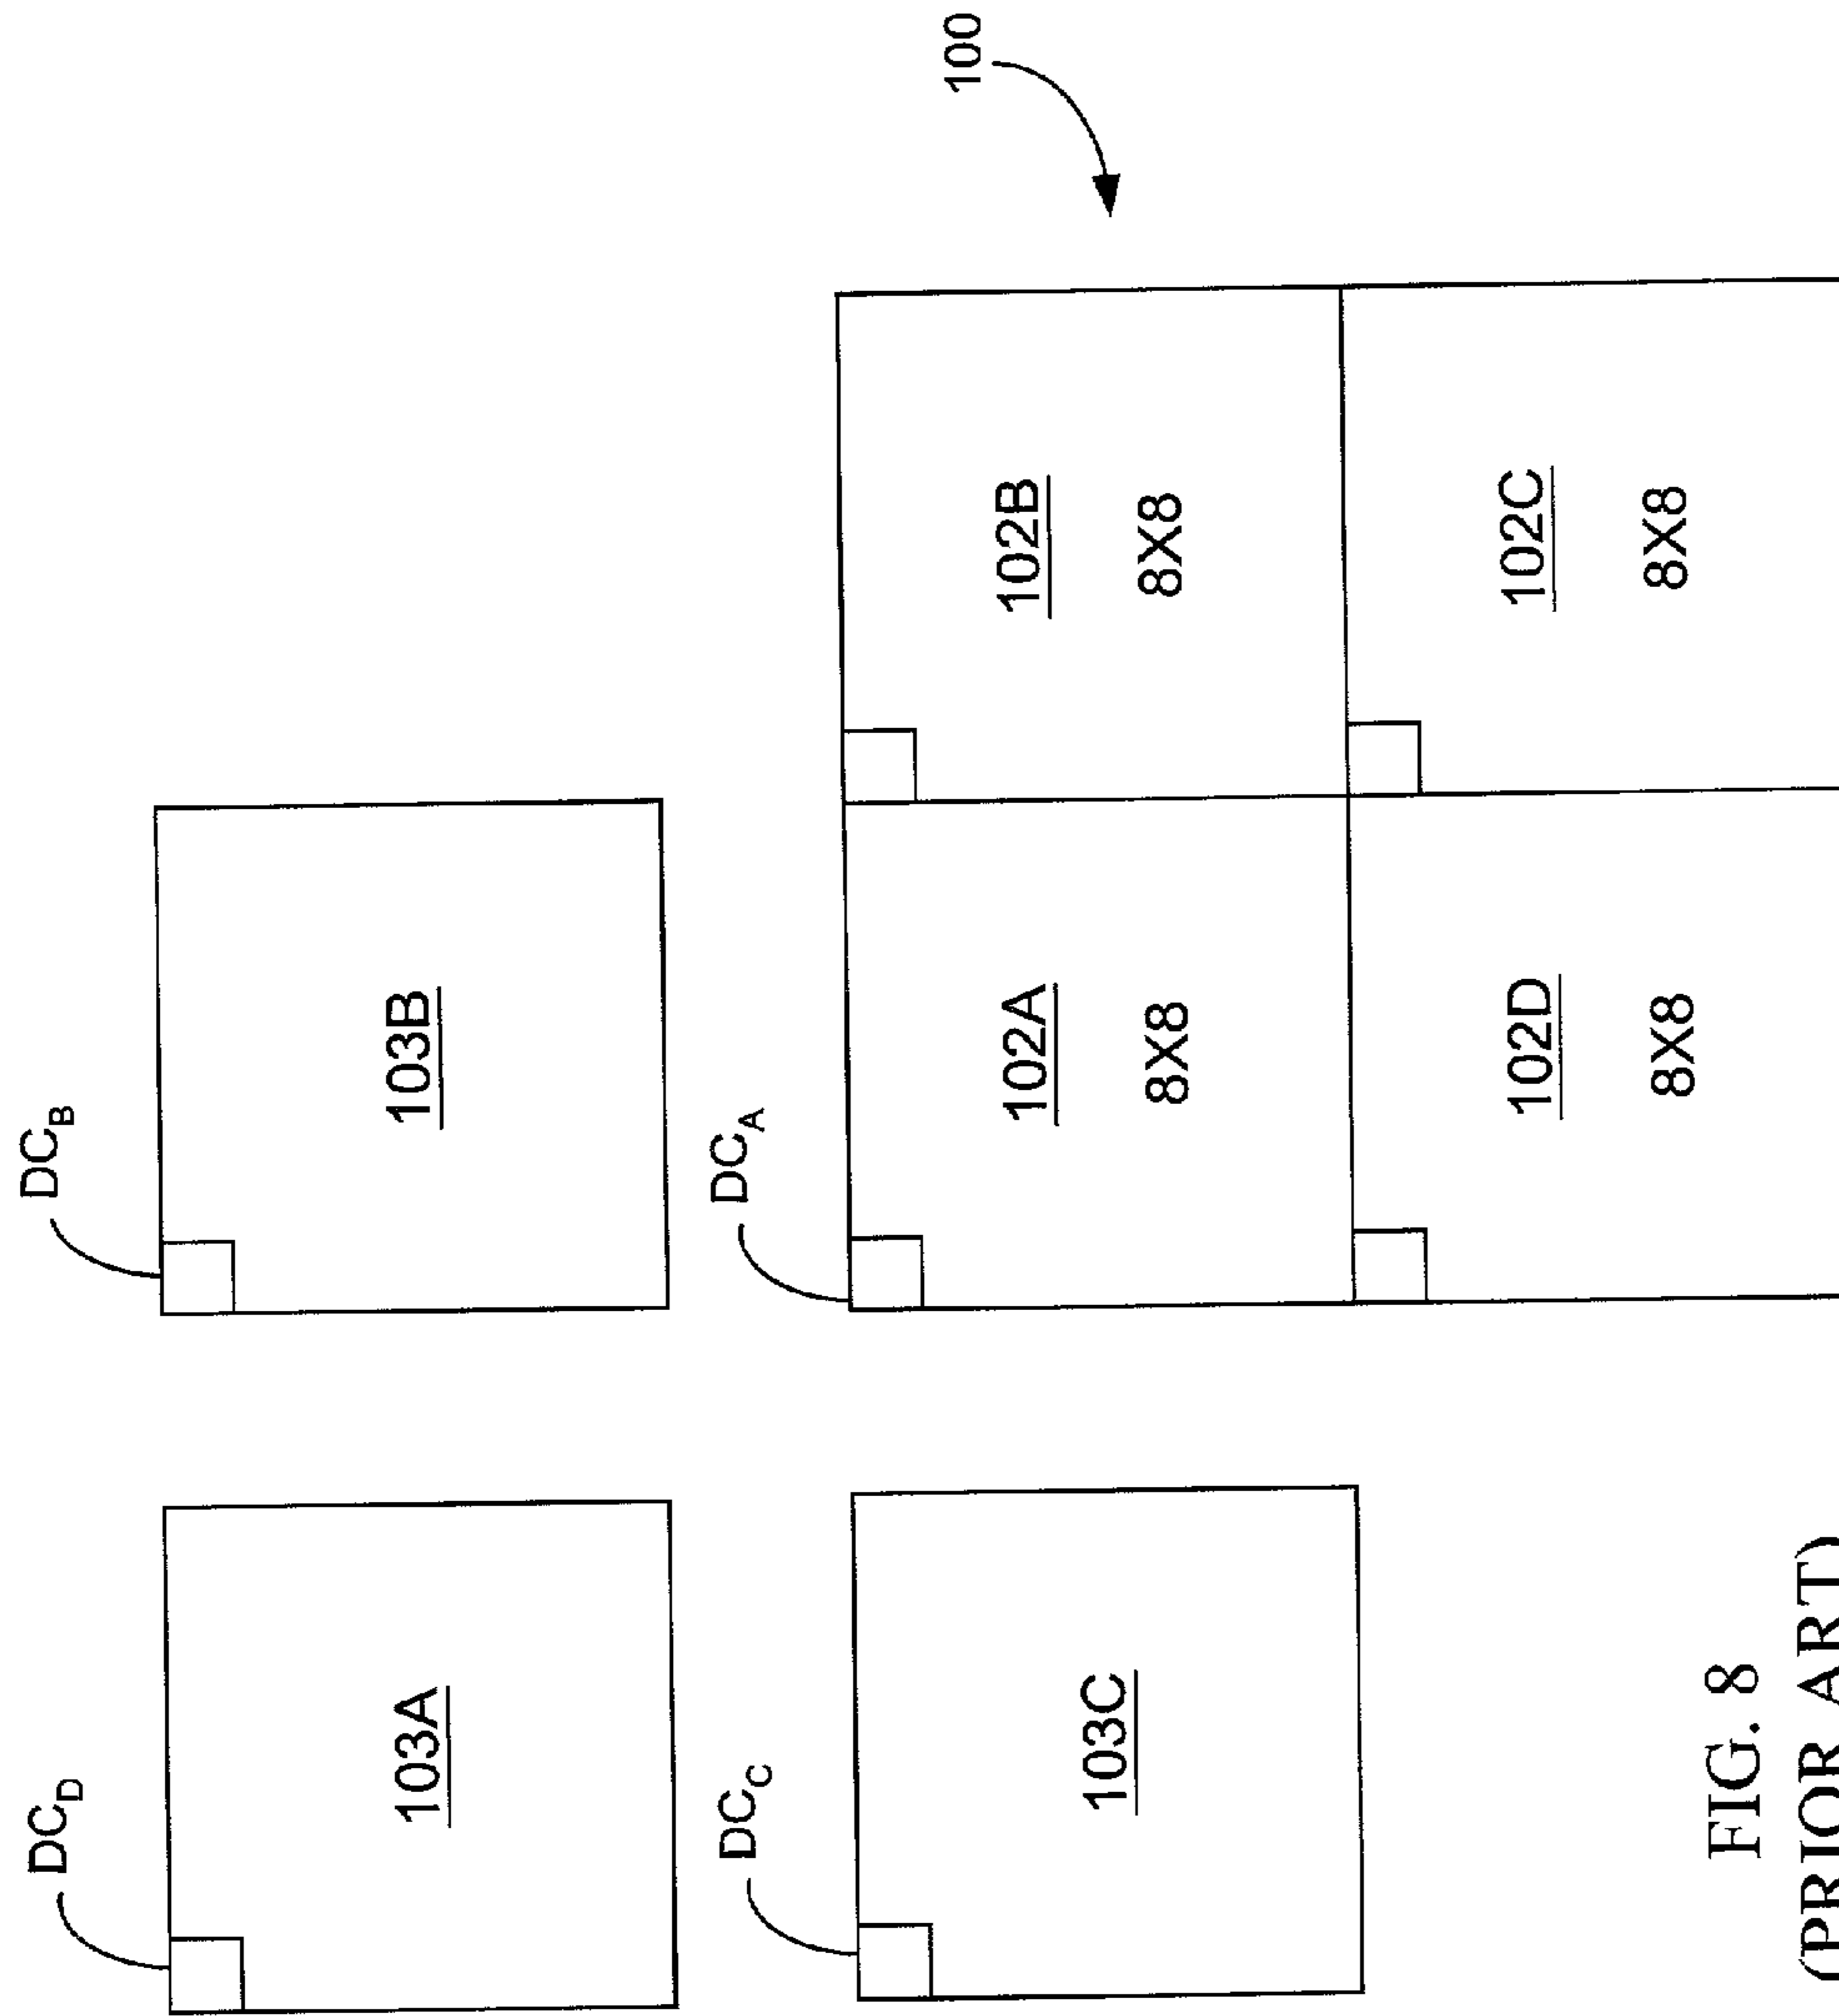 DC_D
DC_B
103A
103B
DC_C
DC_A
100
103C
102A
8X8
102B
8X8
102D
8X8
102C
8X8
FIG. 8
(PRIOR ART)